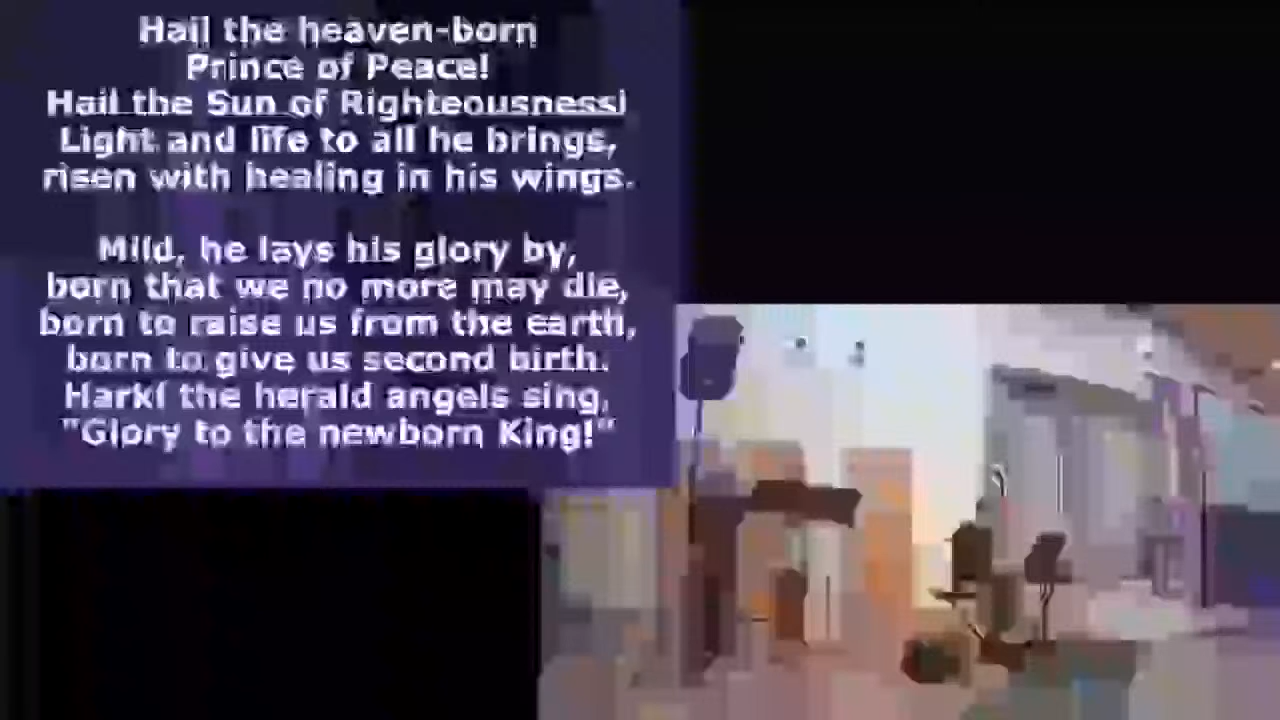 Hail the heaven-born
Prince of Peace!
Hail the Sun of Righteousness!
Light and life to all he brings,
risen with healing in his wings.
Mild, he lays his glory by,
born that we no more may die,
born to raise us from the earth,
born to give us second birth.
Hark! the herald angels sing,
"Glory to the newborn King!"